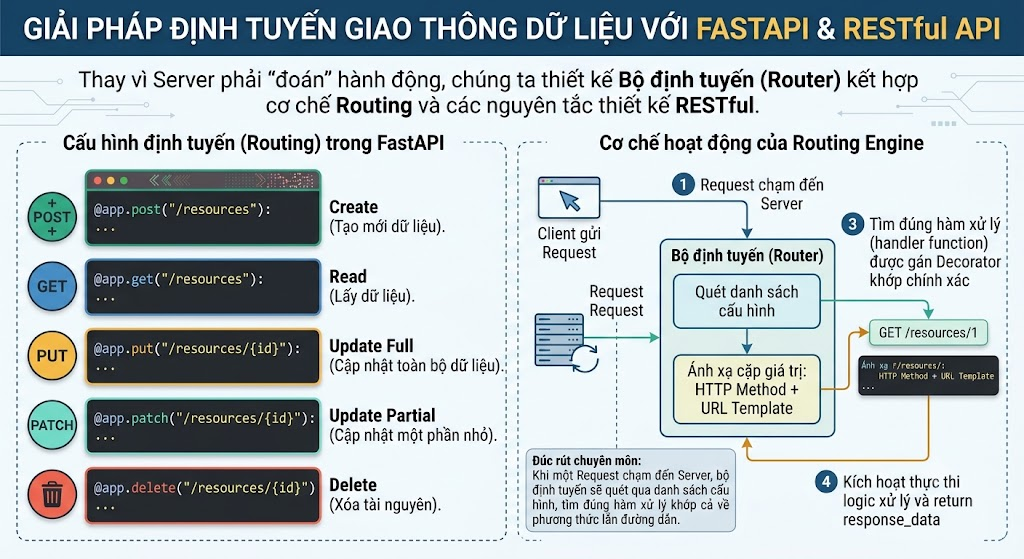 GIẢI PHÁP ĐỊNH TUYẾN GIAO THÔNG DỮ LIỆU VỚI FASTAPI & RESTful API
Thay vì Server phải “đoán” hành động, chúng ta thiết kế Bộ định tuyến (Router) kết hợp
cơ chế Routing và các nguyên tắc thiết kế RESTful.
Cấu hình định tuyến (Routing) trong FastAPI
+
POST
+
@app.post("/resources"):
...
Create
(Tạo mới dữ liệu).
GET
@app.get("/resources"):
...
Read
(Lấy dữ liệu).
PUT
@app.put("/resources/{id}"):
...
Update Full
(Cập nhật toàn bộ dữ liệu).
PATCH
@app.patch("/resources/{id}":
...
Update Partial
(Cập nhật một phần nhỏ).
@app.delete("/resources/{id}")
...
Delete
(Xóa tài nguyên).
Cơ chế hoạt động của Routing Engine
Client gửi
Request
1 Request chạm đến
Server
Request
Request
Bộ định tuyến (Router)
Quét danh sách
cấu hình
Ánh xạ cặp giá trị:
HTTP Method +
URL Template
3 Tìm đúng hàm xử lý
(handler function)
được gán Decorator
khớp chính xác
GET /resources/1
HTTP Method + URL Template
...
4 Kích hoạt thực thi
logic xử lý và return
response_data
Đúc rút chuyên môn:
Khi một Request chạm đến Server, bộ
định tuyến sẽ quét qua danh sách cấu
hình, tìm đúng hàm xử lý khớp cả về
phương thức lẫn đường dẫn.